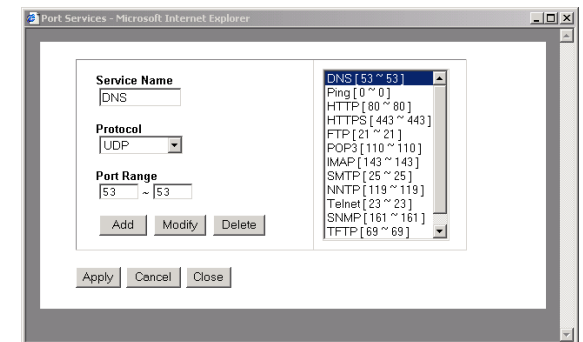 Port Services - Microsoft Internet Explorer
Service Name
DNS
Protocol
UDP
Port Range
53 ~ 53
Add Modify Delete
DNS [ 53 ~ 53 ]
Ping [ 0 ~ 0 ]
HTTP [ 80 ~ 80 ]
HTTPS [ 443 ~ 443 ]
FTP [ 21 ~ 21 ]
POP3 [ 110 ~ 110 ]
IMAP [ 143 ~ 143 ]
SMTP [ 25 ~ 25 ]
NNTP [ 119 ~ 119 ]
Telnet [ 23 ~ 23 ]
SNMP [ 161 ~ 161 ]
TFTP [ 69 ~ 69 ]
Apply Cancel Close